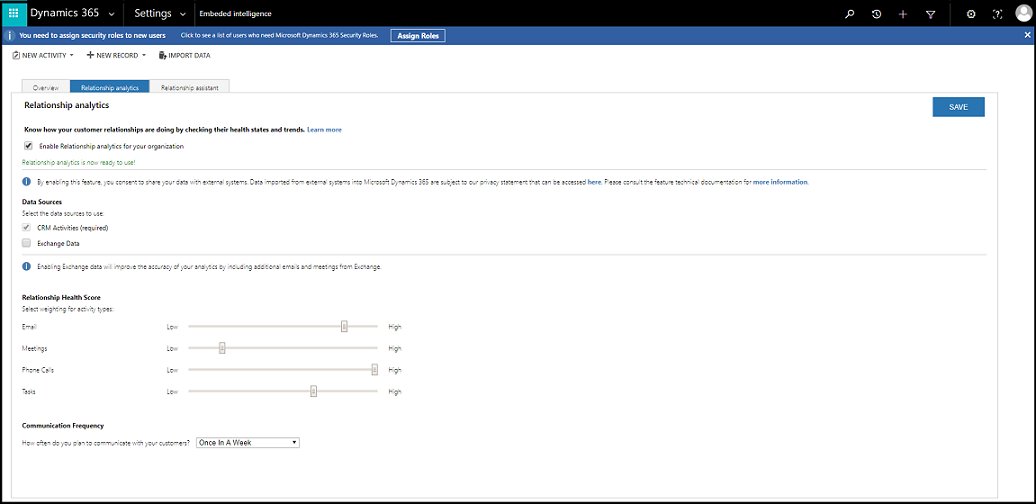 Dynamics 365 Settings Embeded intelligence
You need to assign security roles to new users Click to see a list of users who need Microsoft Dynamics 365 Security Roles. Assign Roles
NEW ACTIVITY NEW RECORD IMPORT DATA
Overview Relationship analytics Relationship assistant
Relationship analytics SAVE
Know how your customer relationships are doing by checking their health states and trends. Learn more
Enable Relationship analytics for your organization
Relationship analytics is now ready to use!
By enabling this feature, you consent to share your data with external systems. Data imported from external systems into Microsoft Dynamics 365 are subject to our privacy statement that can be accessed here. Please consult the feature technical documentation for more information.
Data Sources
Select the data sources to use:
CRM Activities (required)
Exchange Data
Enabling Exchange data will improve the accuracy of your analytics by including additional emails and meetings from Exchange.
Relationship Health Score
Select weighting for activity types:
Email Low High
Meetings Low High
Phone Calls Low High
Tasks Low High
Communication Frequency
How often do you plan to communicate with your customers? Once In A Week